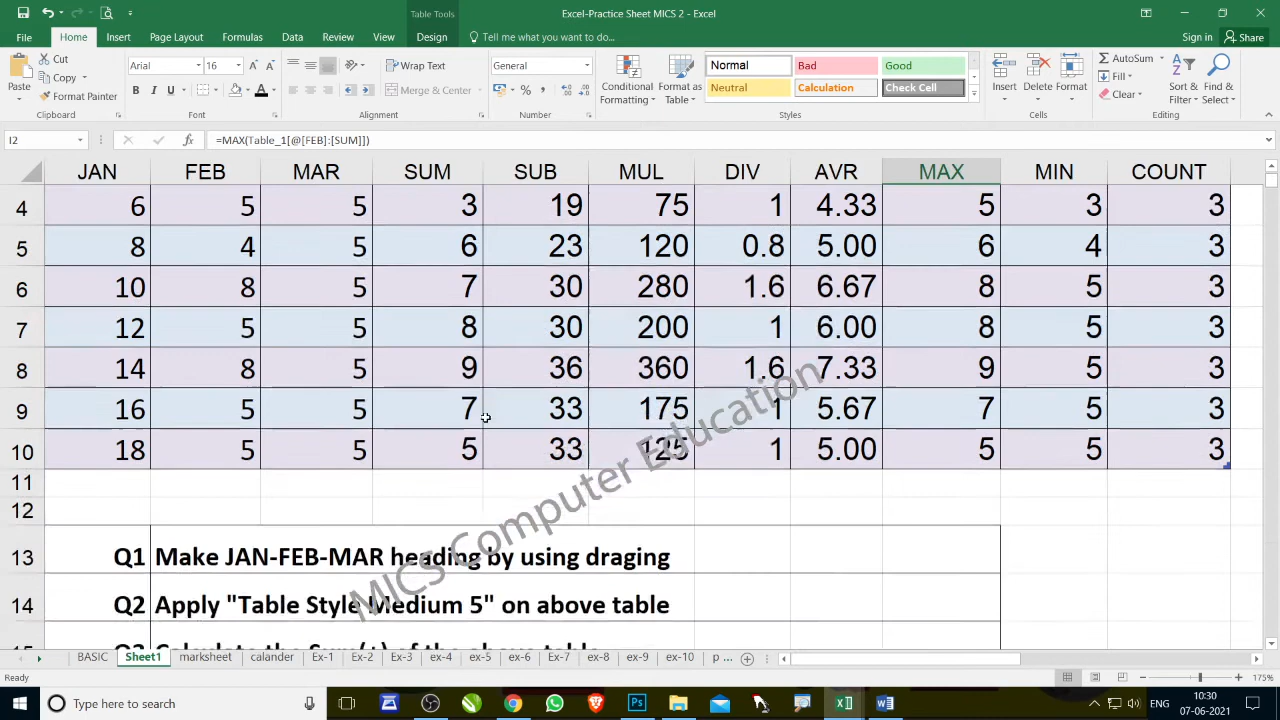 Table Tools
Excel-Practice Sheet MICS 2 - Excel
File Home Insert Page Layout Formulas Data Review View Design Tell me what you want to do... Sign in Share
Paste
Cut
Copy
Format Painter
Clipboard
Arial 16
B I U A
Font
Wrap Text
Merge & Center
Alignment
General
%
Number
Conditional Formatting
Format as Table
Normal Bad Good
Neutral Calculation Check Cell
Styles
Insert Delete Format
Cells
AutoSum
Fill
Clear
Sort & Filter
Find & Select
Editing
I2 fx =MAX(Table_1[@[FEB]:[SUM]])
JAN FEB MAR SUM SUB MUL DIV AVR MAX MIN COUNT
4 6 5 5 3 19 75 1 4.33 5 3 3
5 8 4 5 6 23 120 0.8 5.00 6 4 3
6 10 8 5 7 30 280 1.6 6.67 8 5 3
7 12 5 5 8 30 200 1 6.00 8 5 3
8 14 8 5 9 36 360 1.6 7.33 9 5 3
9 16 5 5 7 33 175 1 5.67 7 5 3
10 18 5 5 5 33 125 1 5.00 5 5 3
11
12
13 Q1 Make JAN-FEB-MAR heading by using draging
14 Q2 Apply "Table Style Medium 5" on above table
15 Q3 Calculate the Sum(+) of the above table
MICS Computer Education
BASIC Sheet1 marksheet calander Ex-1 Ex-2 Ex-3 ex-4 ex-5 ex-6 Ex-7 ex-8 ex-9 ex-10 p ...
Ready 175%
Type here to search
ENG
10:30
07-06-2021